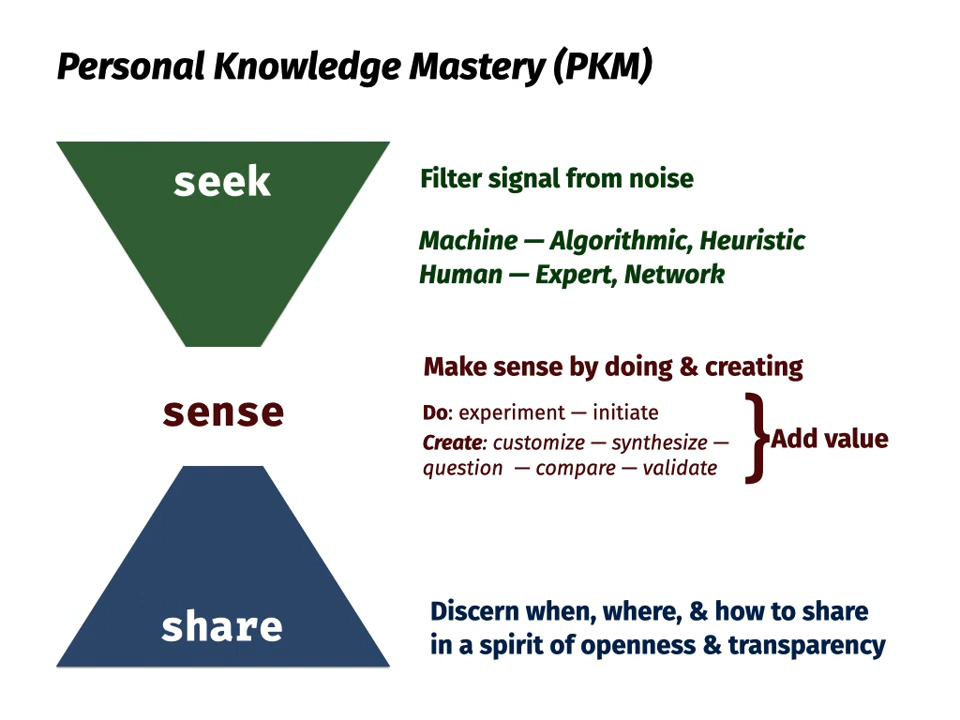 Personal Knowledge Mastery (PKM)
seek
Filter signal from noise
Machine — Algorithmic, Heuristic
Human — Expert, Network
sense
Make sense by doing & creating
Do: experiment — initiate
Create: customize — synthesize —
question — compare — validate
} Add value
share
Discern when, where, & how to share
in a spirit of openness & transparency